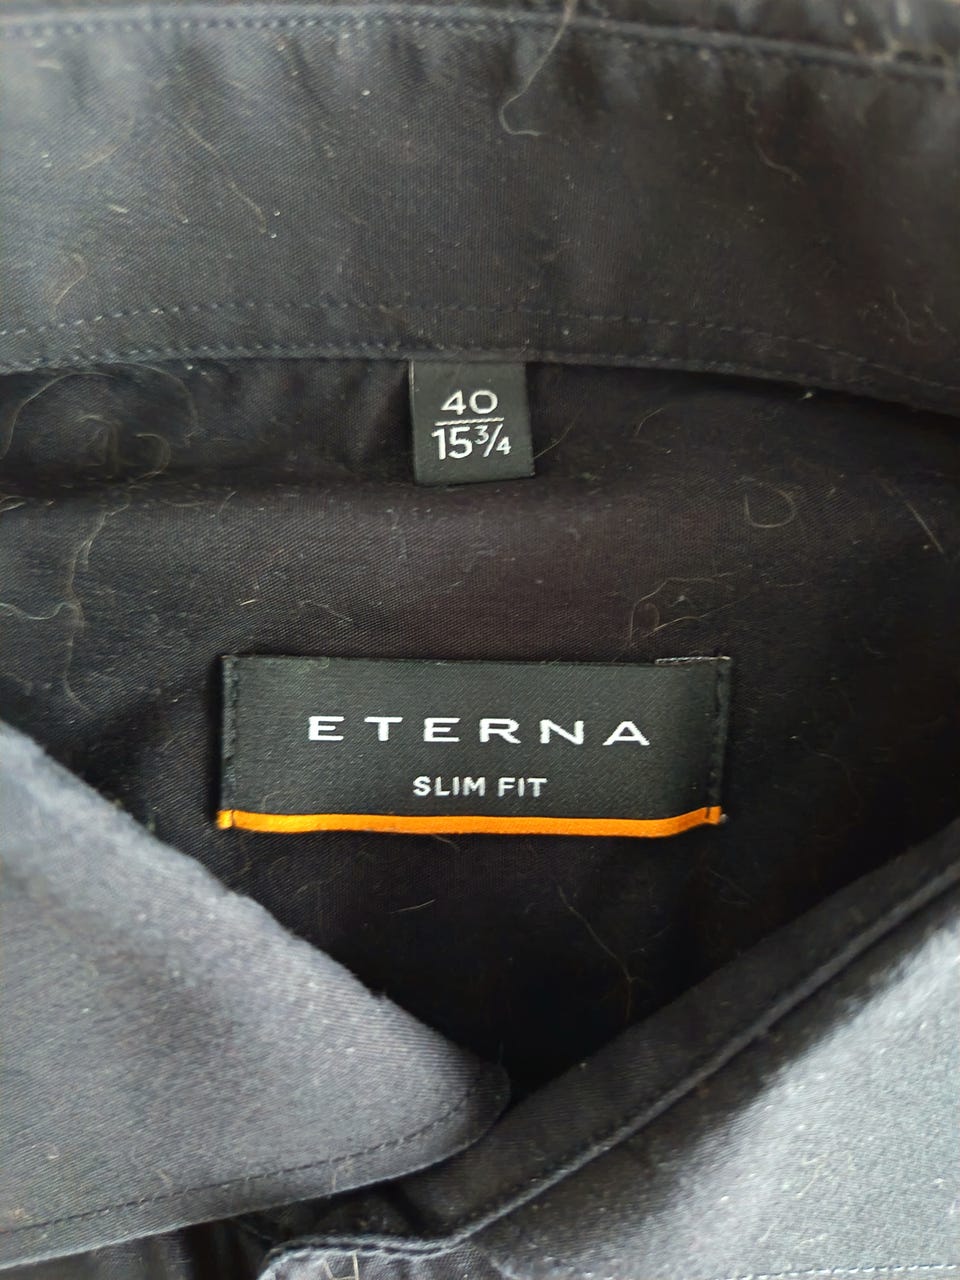 40
15¾
ETERNA
SLIM FIT